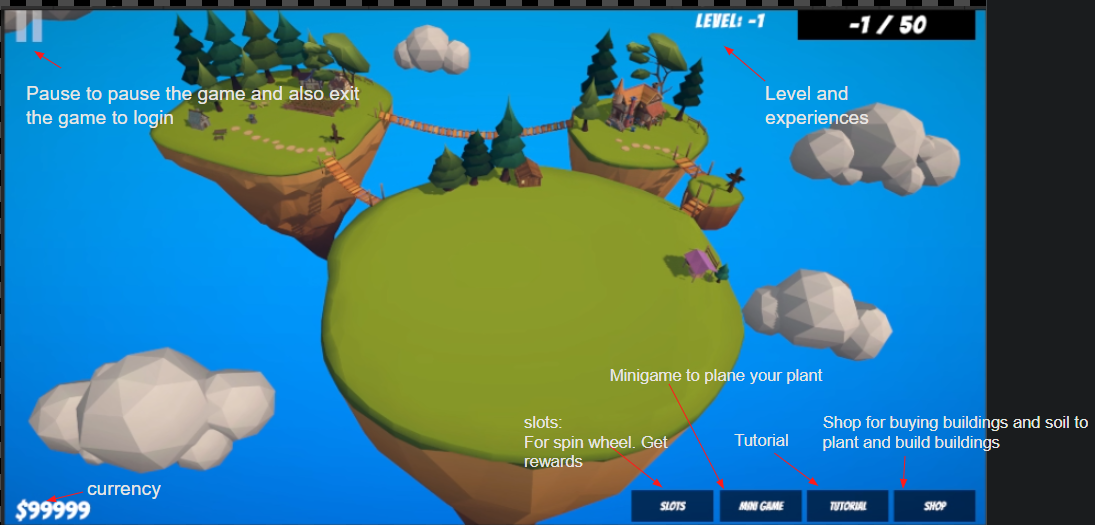 LEVEL: -1
-1 / 50
Pause to pause the game and also exit
the game to login
Level and
experiences
Minigame to plane your plant
slots:
For spin wheel. Get
rewards
Tutorial
Shop for buying buildings and soil to
plant and build buildings
currency
$99999
SLOTS
MINI GAME
TUTORIAL
SHOP